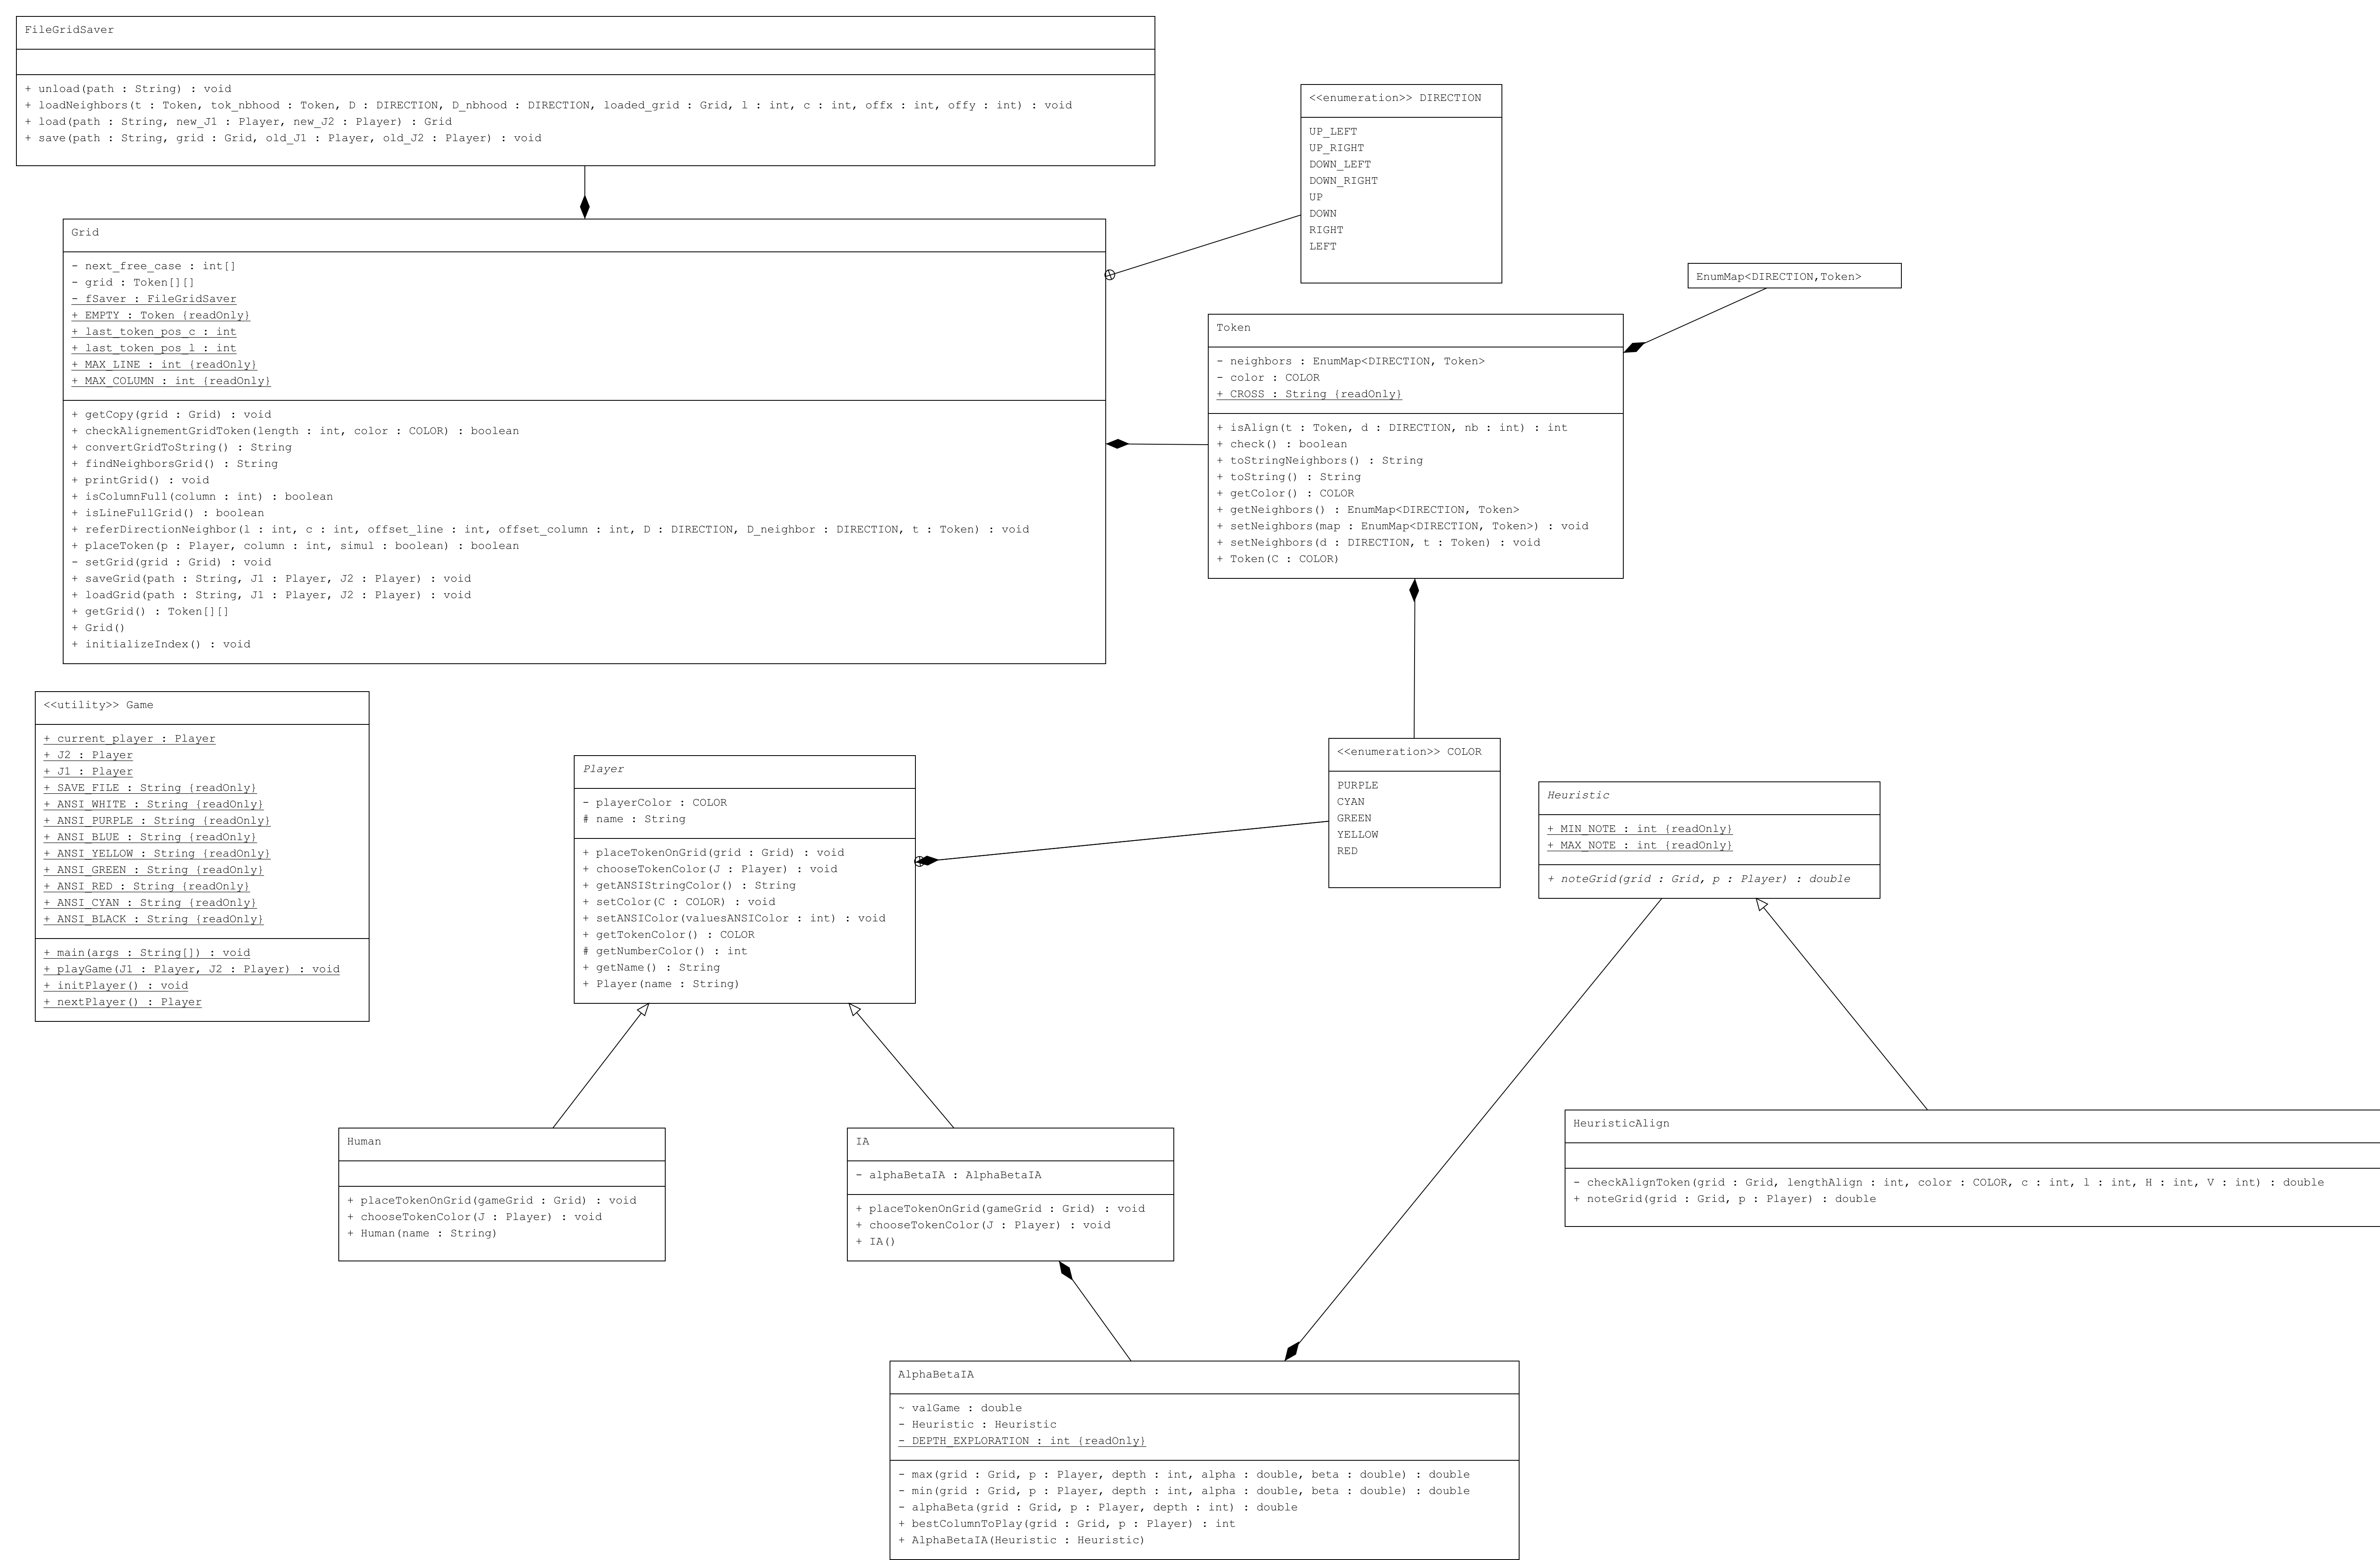 FileGridSaver
+ unload(path : String) : void
+ loadNeighbors(t : Token, tok_nbhood : Token, D : DIRECTION, D_nbhood : DIRECTION, loaded_grid : Grid, l : int, c : int, offx : int, offy : int) : void
+ load(path : String, new_J1 : Player, new_J2 : Player) : Grid
+ save(path : String, grid : Grid, old_J1 : Player, old_J2 : Player) : void
<<enumeration>> DIRECTION
UP_LEFT
UP_RIGHT
DOWN_LEFT
DOWN_RIGHT
UP
DOWN
RIGHT
LEFT
Grid
- next_free_case : int[]
- grid : Token[][]
- fSaver : FileGridSaver
+ EMPTY : Token {readOnly}
+ last_token_pos_c : int
+ last_token_pos_l : int
+ MAX_LINE : int {readOnly}
+ MAX_COLUMN : int {readOnly}
+ getCopy(grid : Grid) : void
+ checkAlignementGridToken(length : int, color : COLOR) : boolean
+ convertGridToString() : String
+ findNeighborsGrid() : String
+ printGrid() : void
+ isColumnFull(column : int) : boolean
+ isLineFullGrid() : boolean
+ referDirectionNeighbor(l : int, c : int, offset_line : int, offset_column : int, D : DIRECTION, D_neighbor : DIRECTION, t : Token) : void
+ placeToken(p : Player, column : int, simul : boolean) : boolean
- setGrid(grid : Grid) : void
+ saveGrid(path : String, J1 : Player, J2 : Player) : void
+ loadGrid(path : String, J1 : Player, J2 : Player) : void
+ getGrid() : Token[][]
+ Grid()
+ initializeIndex() : void
EnumMap<DIRECTION,Token>
Token
- neighbors : EnumMap<DIRECTION, Token>
- color : COLOR
+ CROSS : String {readOnly}
+ isAlign(t : Token, d : DIRECTION, nb : int) : int
+ check() : boolean
+ toStringNeighbors() : String
+ toString() : String
+ getColor() : COLOR
+ getNeighbors() : EnumMap<DIRECTION, Token>
+ setNeighbors(map : EnumMap<DIRECTION, Token>) : void
+ setNeighbors(d : DIRECTION, t : Token) : void
+ Token(C : COLOR)
<<utility>> Game
+ current_player : Player
+ J2 : Player
+ J1 : Player
+ SAVE_FILE : String {readOnly}
+ ANSI_WHITE : String {readOnly}
+ ANSI_PURPLE : String {readOnly}
+ ANSI_BLUE : String {readOnly}
+ ANSI_YELLOW : String {readOnly}
+ ANSI_GREEN : String {readOnly}
+ ANSI_RED : String {readOnly}
+ ANSI_CYAN : String {readOnly}
+ ANSI_BLACK : String {readOnly}
+ main(args : String[]) : void
+ playGame(J1 : Player, J2 : Player) : void
+ initPlayer() : void
+ nextPlayer() : Player
Player
- playerColor : COLOR
# name : String
+ placeTokenOnGrid(grid : Grid) : void
+ chooseTokenColor(J : Player) : void
+ getANSIStringColor() : String
+ setColor(C : COLOR) : void
+ setANSIColor(valuesANSIColor : int) : void
+ getTokenColor() : COLOR
# getNumberColor() : int
+ getName() : String
+ Player(name : String)
<<enumeration>> COLOR
PURPLE
CYAN
GREEN
YELLOW
RED
Heuristic
+ MIN_NOTE : int {readOnly}
+ MAX_NOTE : int {readOnly}
+ noteGrid(grid : Grid, p : Player) : double
Human
+ placeTokenOnGrid(gameGrid : Grid) : void
+ chooseTokenColor(J : Player) : void
+ Human(name : String)
IA
- alphaBetaIA : AlphaBetaIA
+ placeTokenOnGrid(gameGrid : Grid) : void
+ chooseTokenColor(J : Player) : void
+ IA()
HeuristicAlign
- checkAlignToken(grid : Grid, lengthAlign : int, color : COLOR, c : int, l : int, H : int, V : int) : double
+ noteGrid(grid : Grid, p : Player) : double
AlphaBetaIA
~ valGame : double
- Heuristic : Heuristic
- DEPTH_EXPLORATION : int {readOnly}
- max(grid : Grid, p : Player, depth : int, alpha : double, beta : double) : double
- min(grid : Grid, p : Player, depth : int, alpha : double, beta : double) : double
- alphaBeta(grid : Grid, p : Player, depth : int) : double
+ bestColumnToPlay(grid : Grid, p : Player) : int
+ AlphaBetaIA(Heuristic : Heuristic)